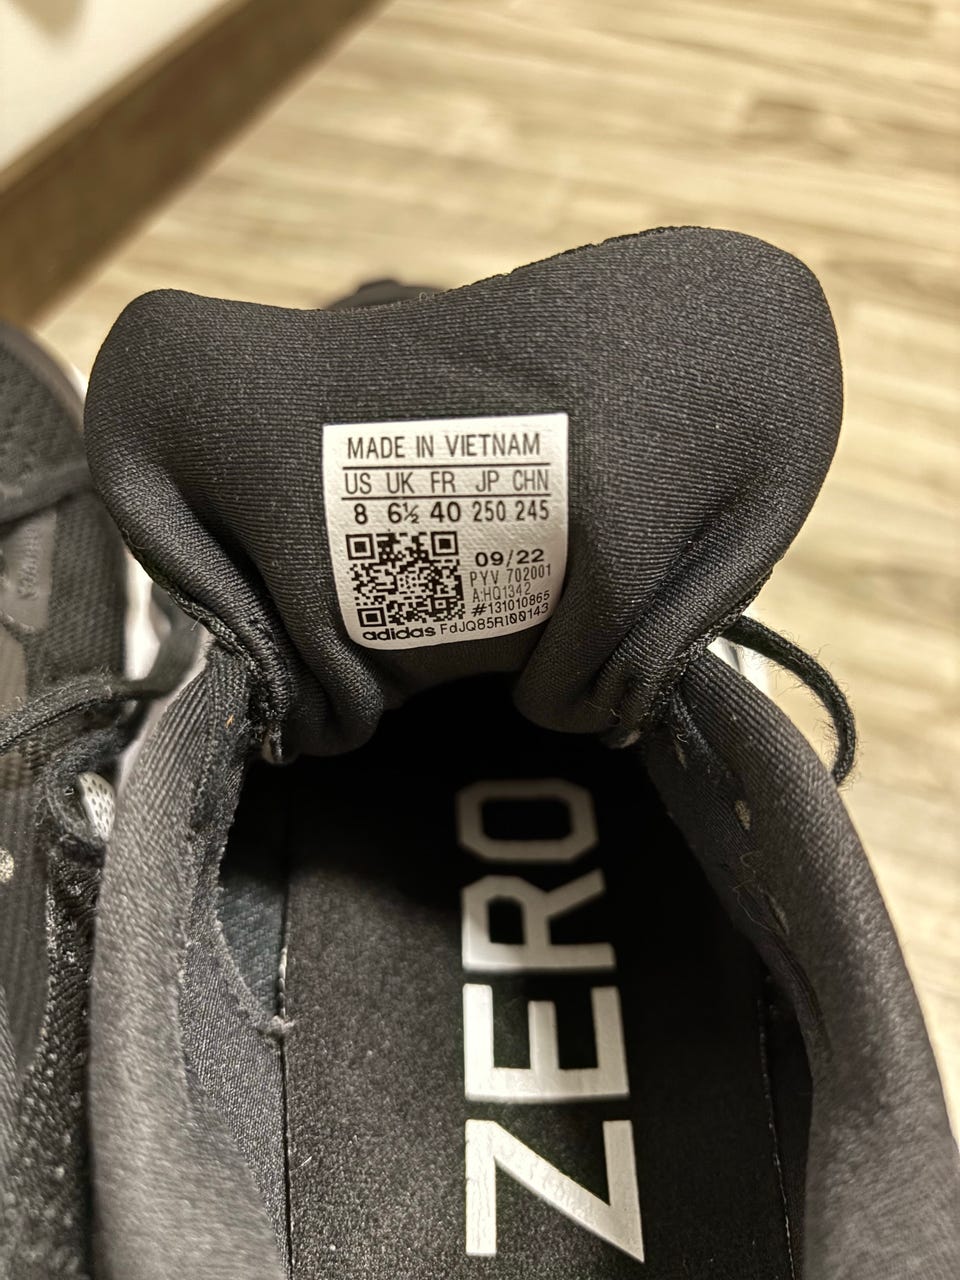 MADE IN VIETNAM
US UK FR JP CHN
8 6½ 40 250 245
09/22
PYV 702001
A:HQ1342
#131010865
adidas FdJQ85R100143
ZERO